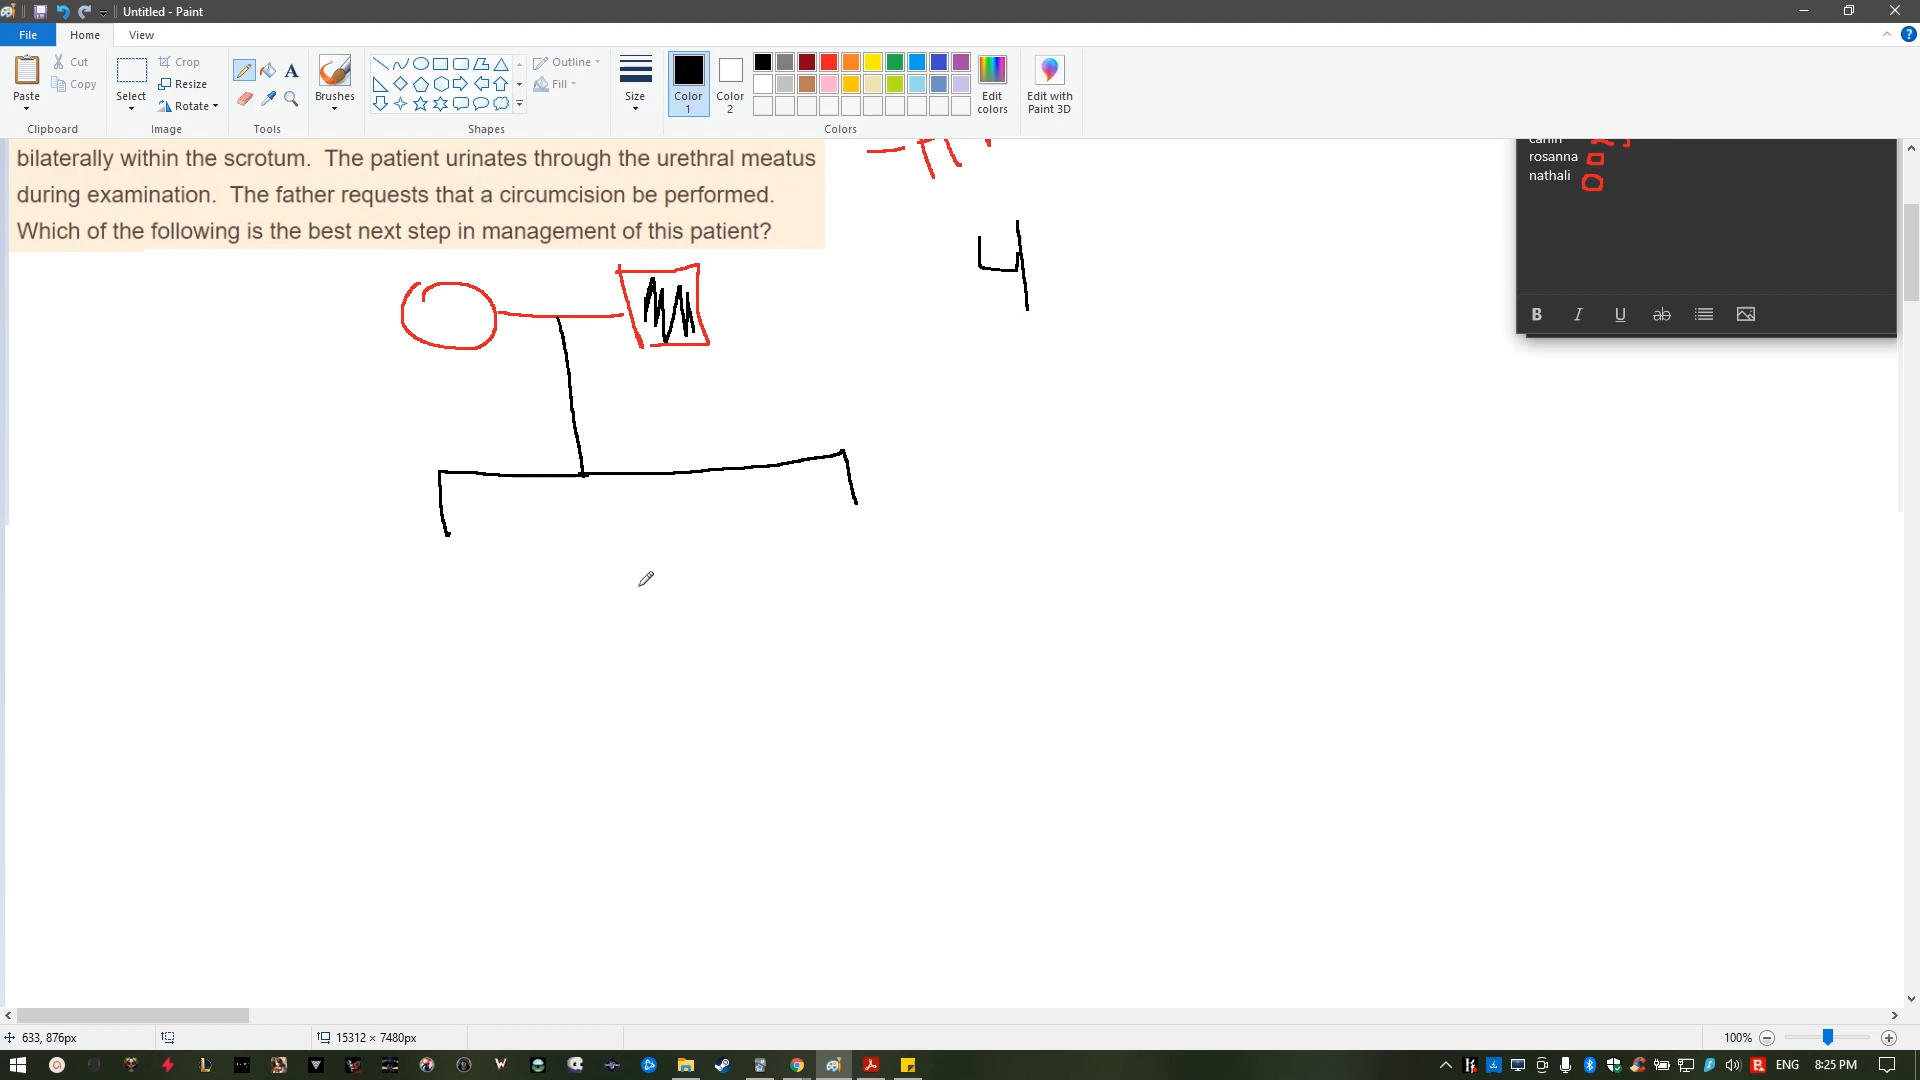 Untitled - Paint
File
Home
View
Paste
Cut
Copy
Clipboard
Select
Crop
Resize
Rotate
Image
Tools
Brushes
Shapes
Outline
Fill
Size
Color
1
Color
2
Edit
colors
Colors
Edit with
Paint 3D
bilaterally within the scrotum. The patient urinates through the urethral meatus
during examination. The father requests that a circumcision be performed.
Which of the following is the best next step in management of this patient?
4
rosanna
nathali
B I U ab
633, 876px
15312 × 7480px
100%
ENG
8:25 PM